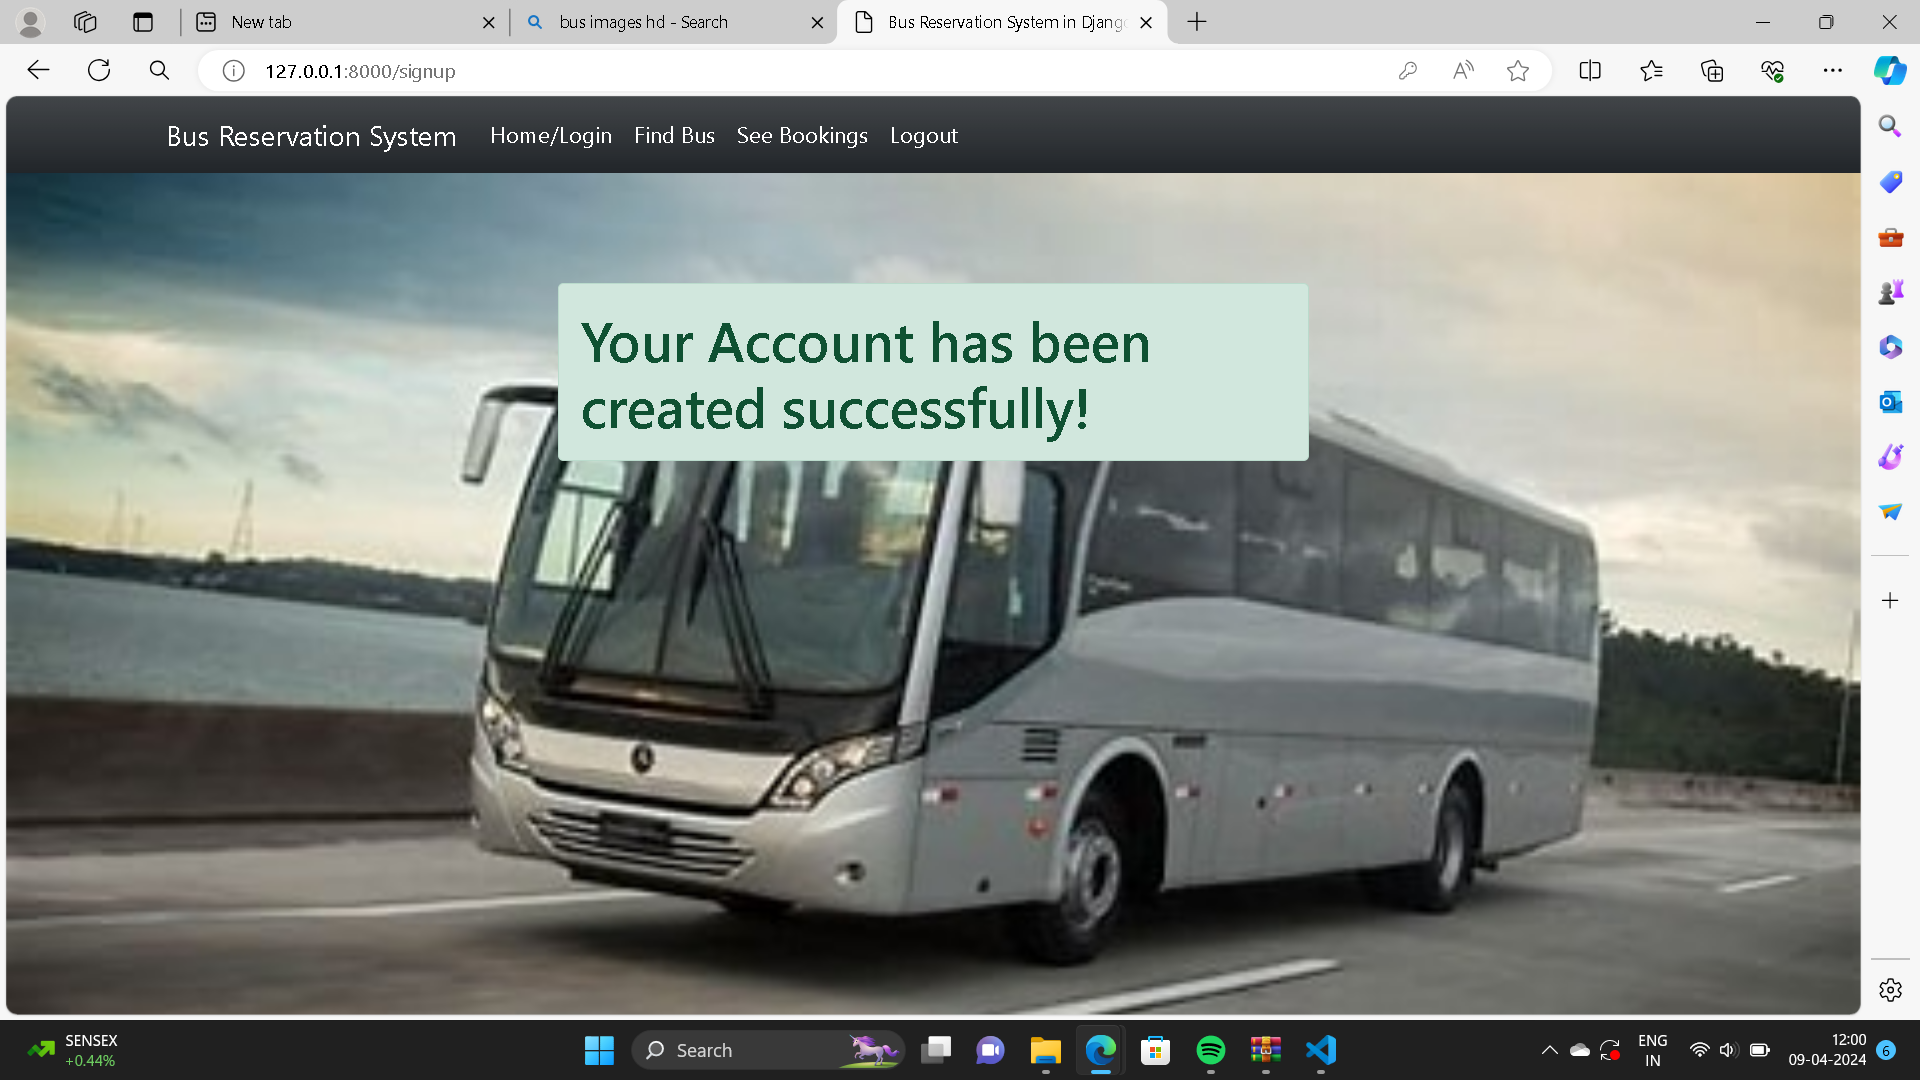 New tab
bus images hd - Search
Bus Reservation System in Djang
127.0.0.1:8000/signup
Bus Reservation System
Home/Login
Find Bus
See Bookings
Logout
Your Account has been
created successfully!
SENSEX
+0.44%
Search
ENG
IN
12:00
09-04-2024
6